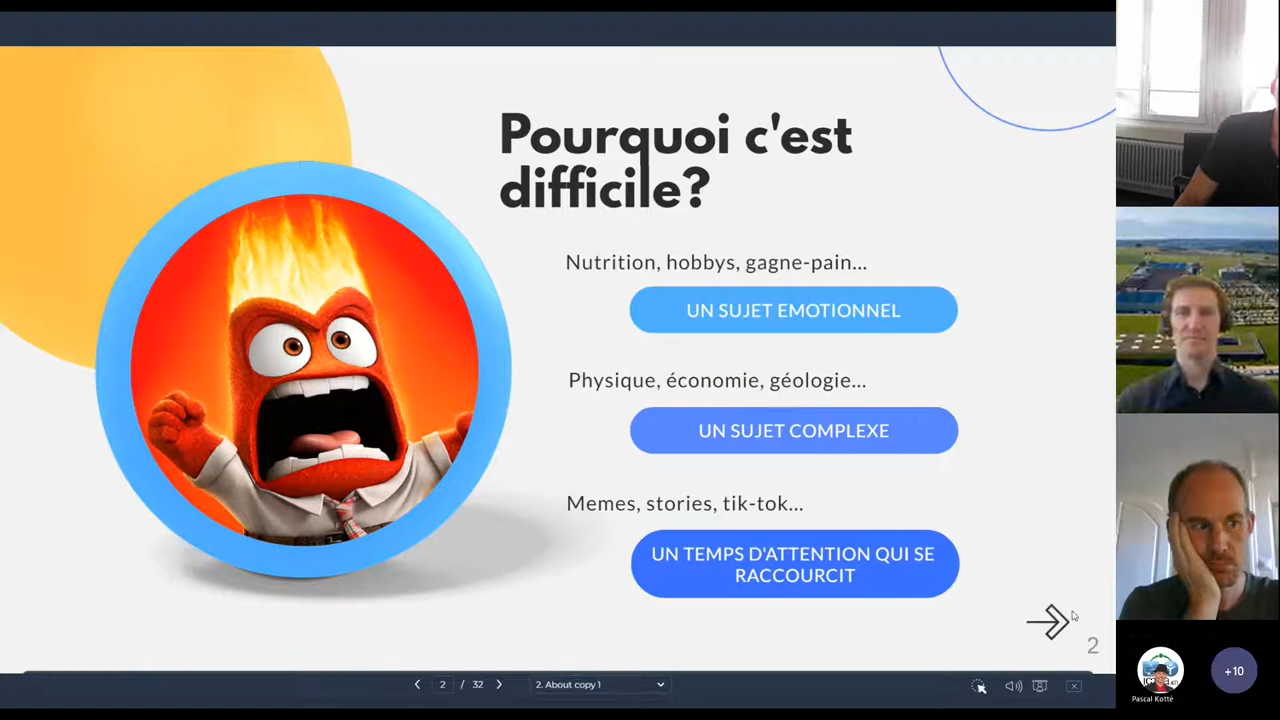 Pourquoi c'est
difficile?
Nutrition, hobbys, gagne-pain...
UN SUJET EMOTIONNEL
Physique, économie, géologie...
UN SUJET COMPLEXE
Memes, stories, tik-tok...
UN TEMPS D'ATTENTION QUI SE
RACCOURCIT
2
2 / 32 2. About copy 1
+10
Pascal Kotté